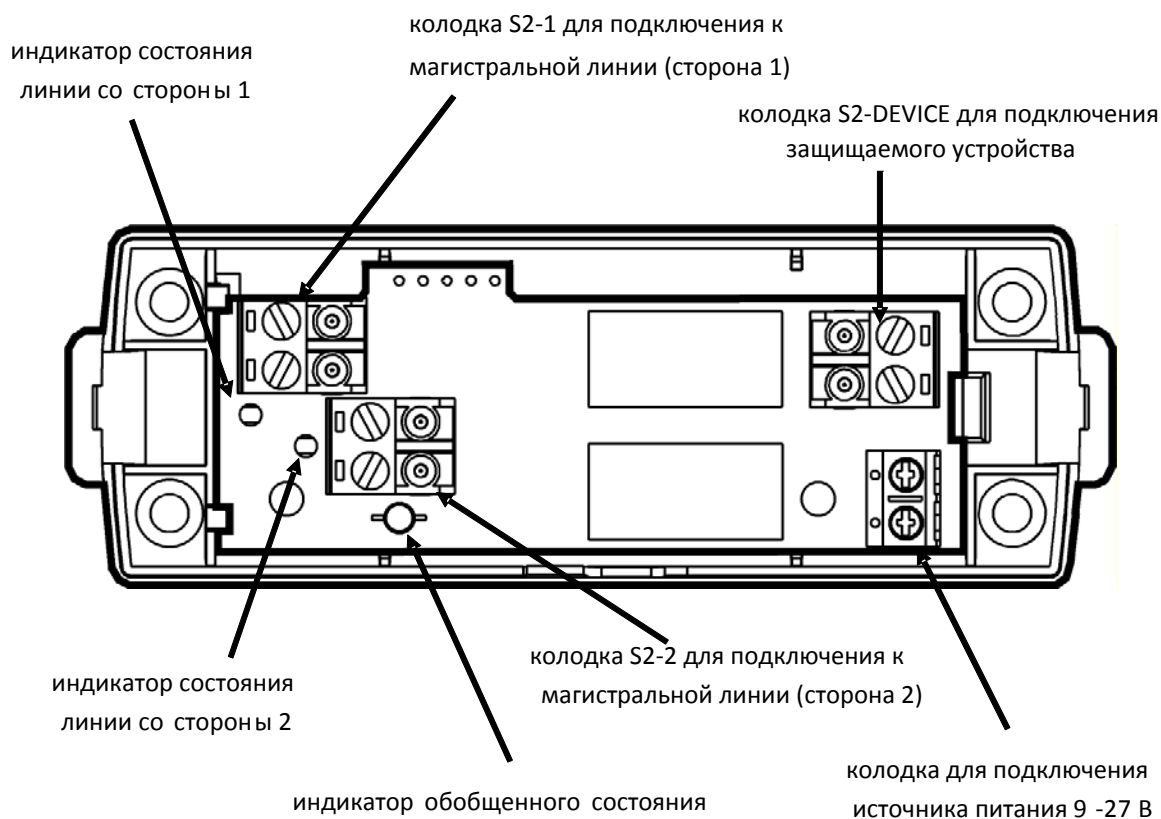 колодка S2-1 для подключения к
магистральной линии (сторона 1)
индикатор состояния
линии со стороны 1
колодка S2-DEVICE для подключения
защищаемого устройства
колодка S2-2 для подключения к
магистральной линии (сторона 2)
индикатор состояния
линии со стороны 2
колодка для подключения
источника питания 9 -27 В
индикатор обобщенного состояния